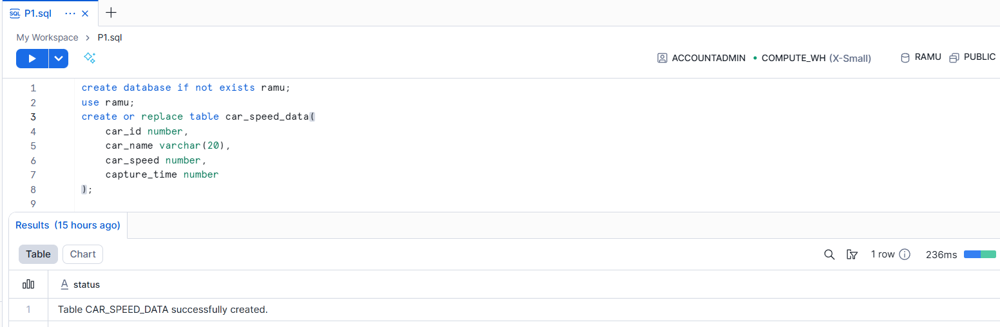 SQL P1.sql ··· × +
My Workspace > P1.sql
ACCOUNTADMIN • COMPUTE_WH (X-Small) RAMU PUBLIC
1 create database if not exists ramu;
2 use ramu;
3 create or replace table car_speed_data(
4 car_id number,
5 car_name varchar(20),
6 car_speed number,
7 capture_time number
8 );
9
Results (15 hours ago)
Table Chart 1 row 236ms
A status
1 Table CAR_SPEED_DATA successfully created.